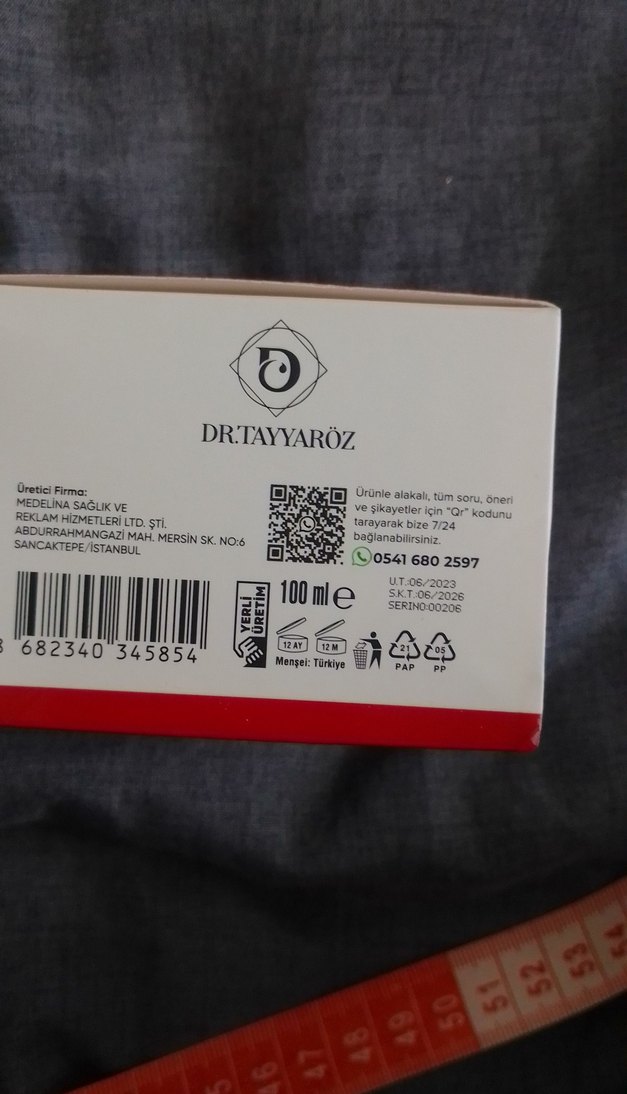 D
DR.TAYYARÖZ
Üretici Firma:
MEDELİNA SAĞLIK VE
REKLAM HİZMETLERİ LTD. ŞTİ.
ABDURRAHMANGAZİ MAH. MERSİN SK. NO:6
SANCAKTEPE/İSTANBUL
Ürünle alakalı, tüm soru, öneri
ve şikayetler için "Qr" kodunu
tarayarak bize 7/24
bağlanabilirsiniz.
0541 680 2597
U.T.:06/2023
S.K.T.:06/2026
SERİNO:00206
8 682340 345854
YERLİ
ÜRETİM
100 ml e
12 AY
12 M
Menşei: Türkiye
21
PAP
05
PP
46
47
48
49
50
51
52
53
54